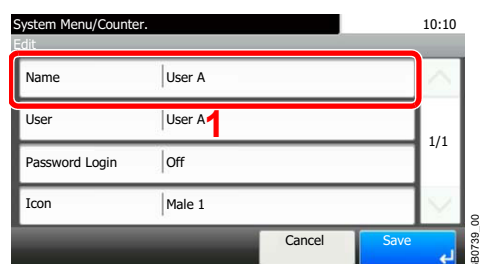 System Menu/Counter. 10:10
Edit
Name User A
User User A
1
1/1
Password Login Off
Icon Male 1
Cancel Save
B0739_00